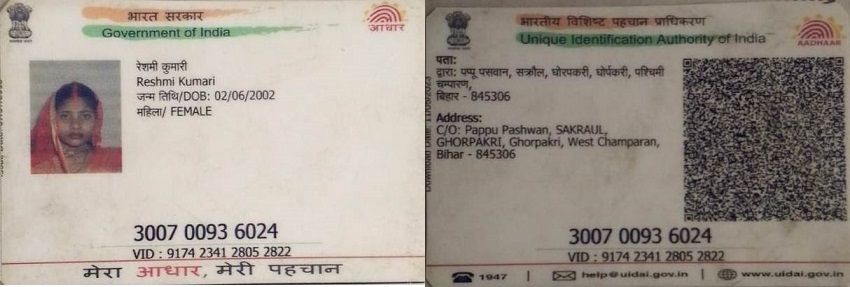 भारत सरकार
Government of India
आधार
रेशमी कुमारी
Reshmi Kumari
जन्म तिथि/DOB: 02/06/2002
महिला/ FEMALE
3007 0093 6024
VID : 9174 2341 2805 2822
मेरा आधार, मेरी पहचान
भारतीय विशिष्ट पहचान प्राधिकरण
Unique Identification Authority of India
AADHAAR
पता:
द्वारा: पप्पू पसवान, सक्रौल, घोरपकरी, घोर्पकरी, पश्चिमी
चम्पारण,
बिहार - 845306
Address:
C/O: Pappu Pashwan, SAKRAUL,
GHORPAKRI, Ghorpakri, West Champaran,
Bihar - 845306
3007 0093 6024
VID : 9174 2341 2805 2822
1947 | help@uidai.gov.in | www.uidai.gov.in